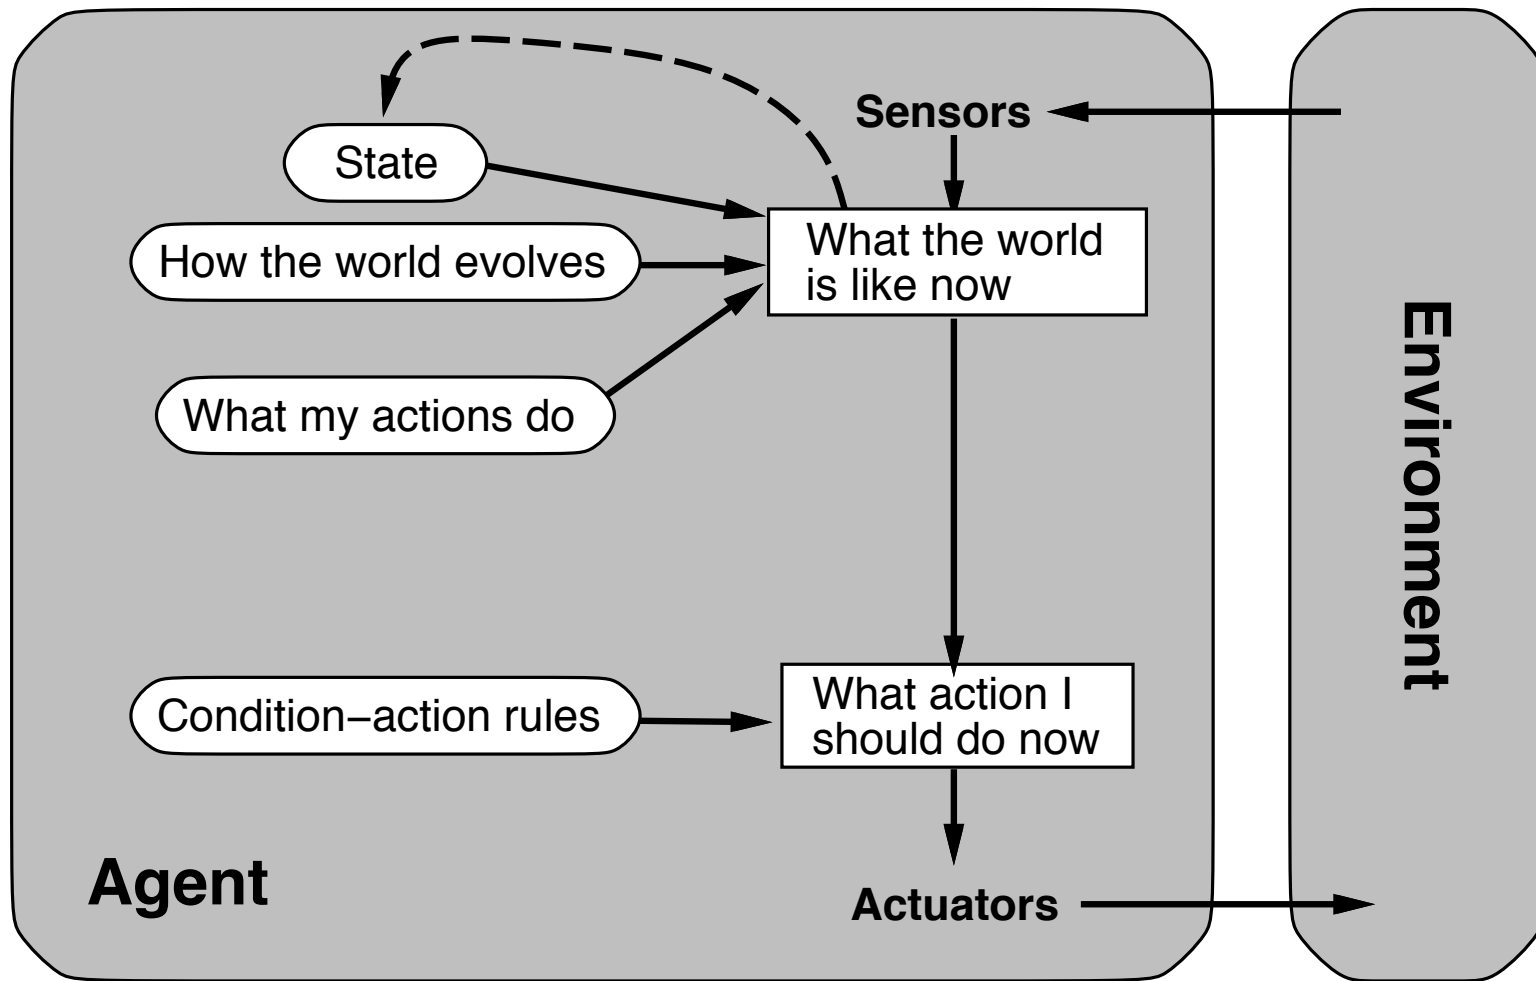 Sensors
State
What the world
is like now
How the world evolves
What my actions do
Environment
Condition−action rules
What action I
should do now
Agent
Actuators